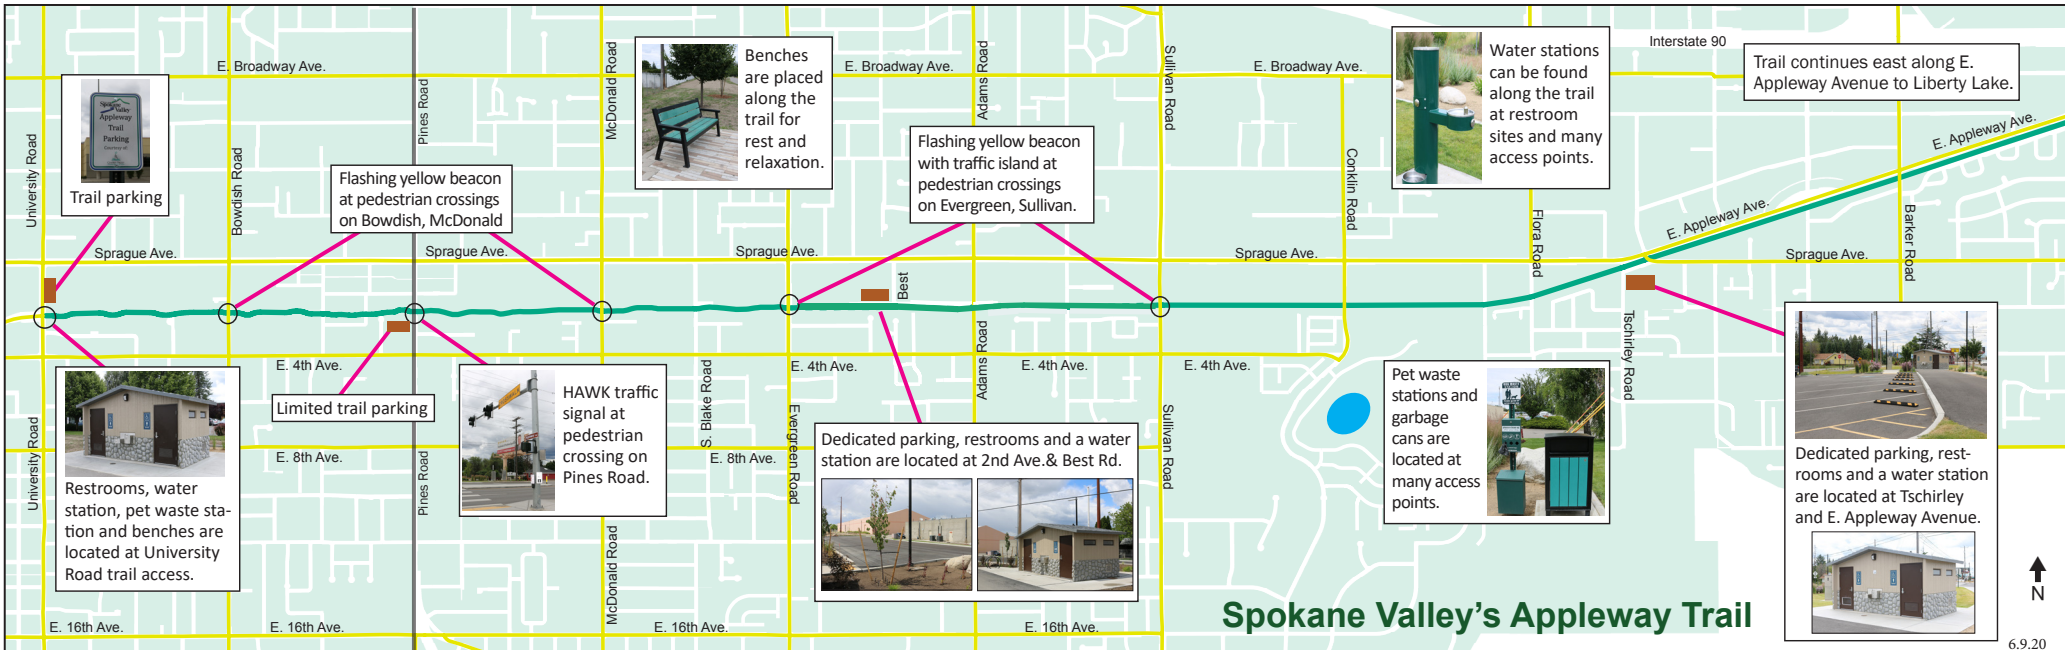 Interstate 90
E. Broadway Ave.
E. Broadway Ave.
E. Broadway Ave.
University Road
Bowdish Road
Pines Road
McDonald Road
Adams Road
Sullivan Road
Conklin Road
Flora Road
Barker Road
Spokane
Valley
Appleway
Trail
Parking
Trail parking
Flashing yellow beacon
at pedestrian crossings
on Bowdish, McDonald
Benches
are placed
along the
trail for
rest and
relaxation.
Flashing yellow beacon
with traffic island at
pedestrian crossings
on Evergreen, Sullivan.
Water stations
can be found
along the trail
at restroom
sites and many
access points.
Trail continues east along E.
Appleway Avenue to Liberty Lake.
E. Appleway Ave.
E. Appleway Ave.
Sprague Ave.
Sprague Ave.
Sprague Ave.
Sprague Ave.
Sprague Ave.
Best
E. 4th Ave.
E. 4th Ave.
E. 4th Ave.
E. 4th Ave.
University Road
Pines Road
McDonald Road
S. Blake Road
Evergreen Road
Adams Road
Sullivan Road
Tschirley Road
E. 8th Ave.
E. 8th Ave.
Restrooms, water
station, pet waste sta-
tion and benches are
located at University
Road trail access.
Limited trail parking
HAWK traffic
signal at
pedestrian
crossing on
Pines Road.
Dedicated parking, restrooms and a water
station are located at 2nd Ave.& Best Rd.
Pet waste
stations and
garbage
cans are
located at
many access
points.
Dedicated parking, rest-
rooms and a water station
are located at Tschirley
and E. Appleway Avenue.
E. 16th Ave.
E. 16th Ave.
E. 16th Ave.
E. 16th Ave.
Spokane Valley's Appleway Trail
N
6.9.20